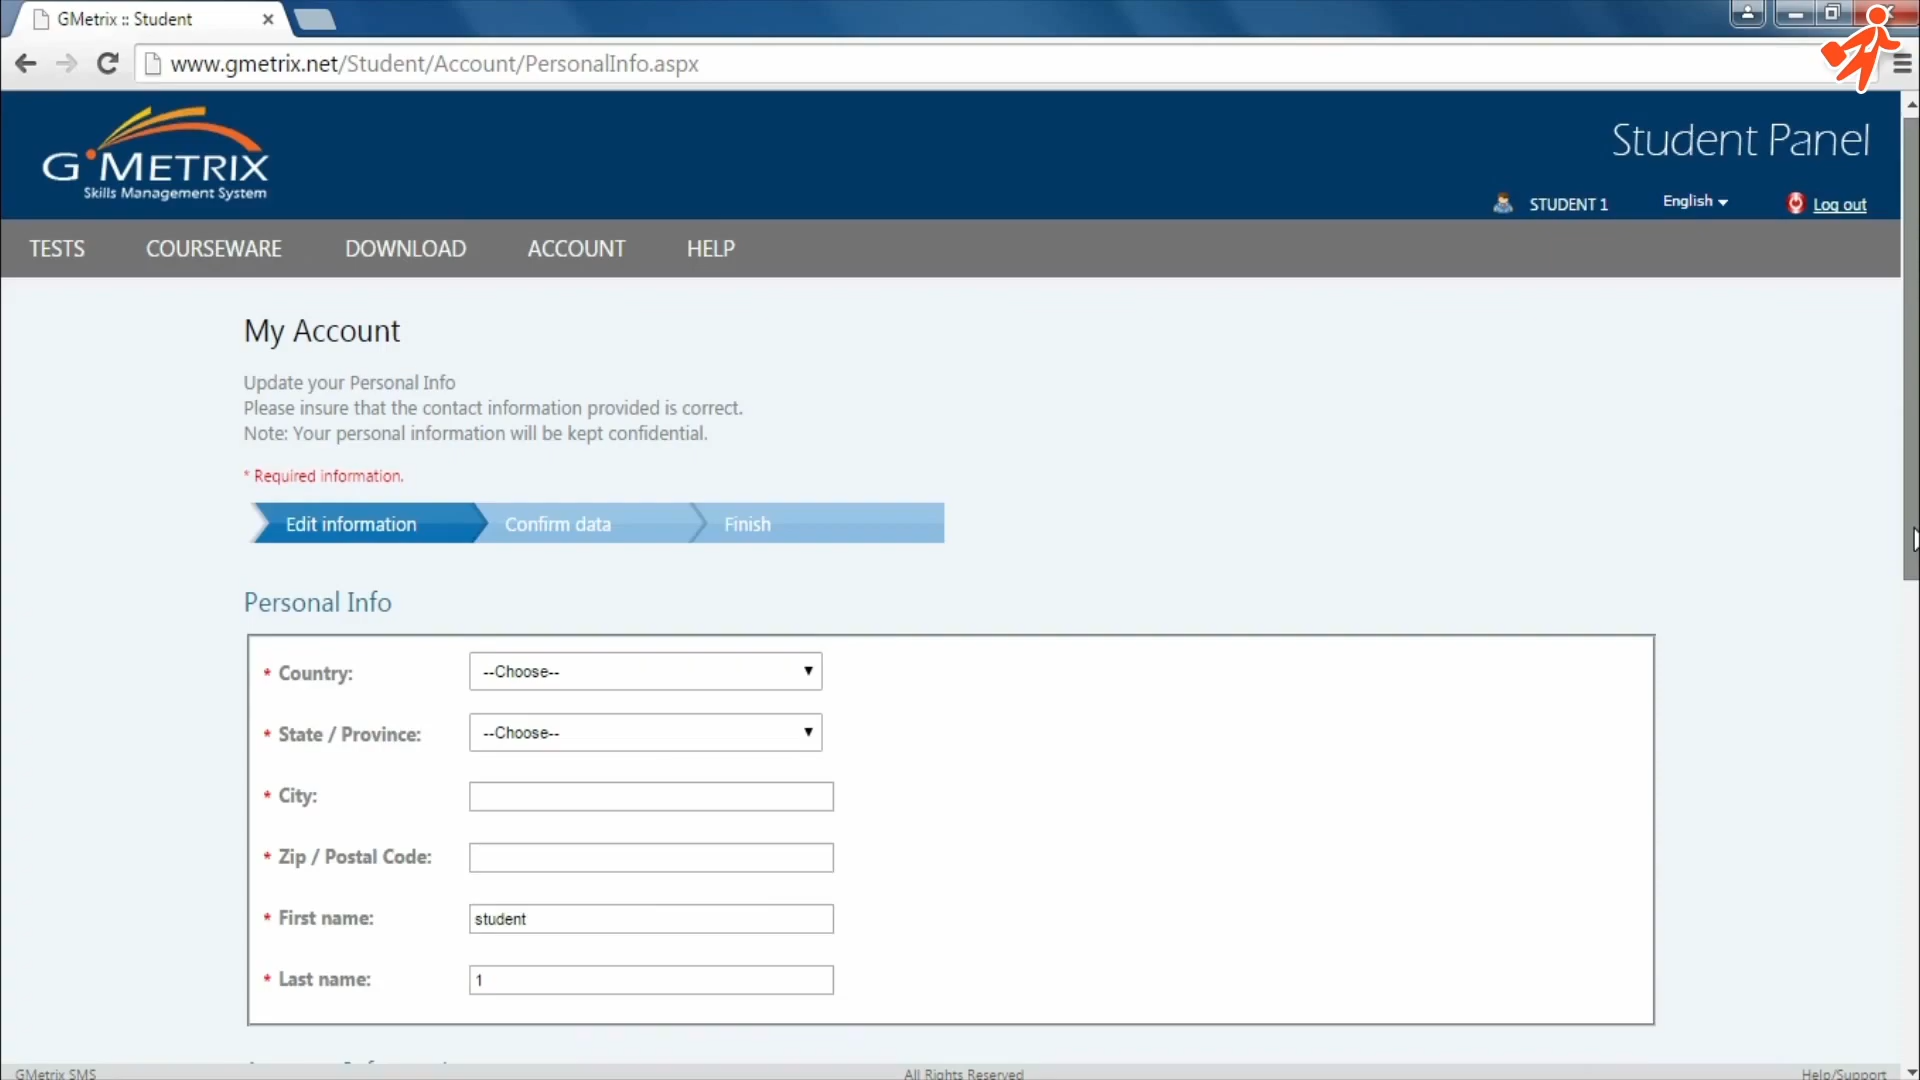 GMetrix :: Student
www.gmetrix.net/Student/Account/PersonalInfo.aspx
G METRIX
Skills Management System
Student Panel
STUDENT 1
English
Log out
TESTS
COURSEWARE
DOWNLOAD
ACCOUNT
HELP
My Account
Update your Personal Info
Please insure that the contact information provided is correct.
Note: Your personal information will be kept confidential.
* Required information.
Edit information
Confirm data
Finish
Personal Info
* Country:
--Choose--
* State / Province:
--Choose--
* City:
* Zip / Postal Code:
* First name:
student
* Last name:
1
GMetrix SMS
All Rights Reserved
Help/Support